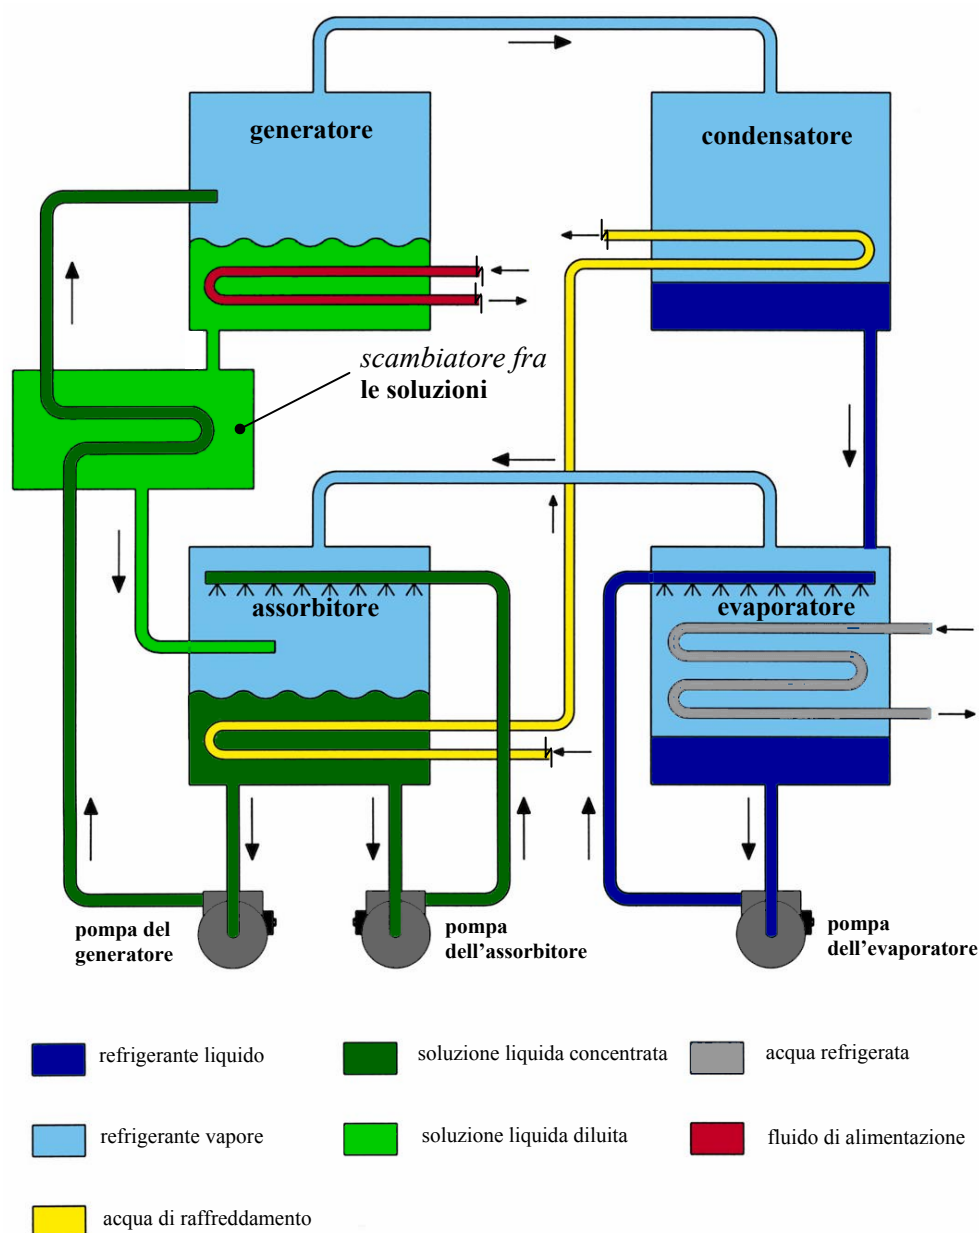 generatore
condensatore
scambiatore fra
le soluzioni
assorbitore
evaporatore
pompa del
generatore
pompa
dell'assorbitore
pompa
dell'evaporatore
refrigerante liquido
soluzione liquida concentrata
acqua refrigerata
refrigerante vapore
soluzione liquida diluita
fluido di alimentazione
acqua di raffreddamento